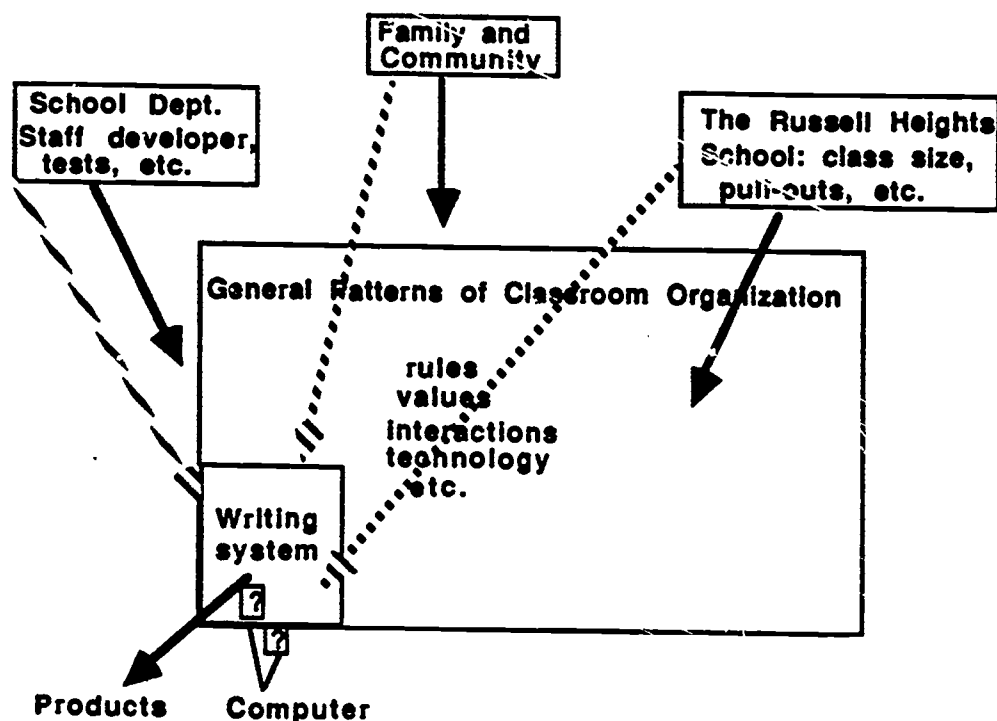 Family and
Community
School Dept.
Staff developer,
tests, etc.
The Russell Heights
School: class size,
pull-outs, etc.
General Patterns of Classroom Organization
rules
values
interactions
technology
etc.
Writing
system
?
?
Products
Computer